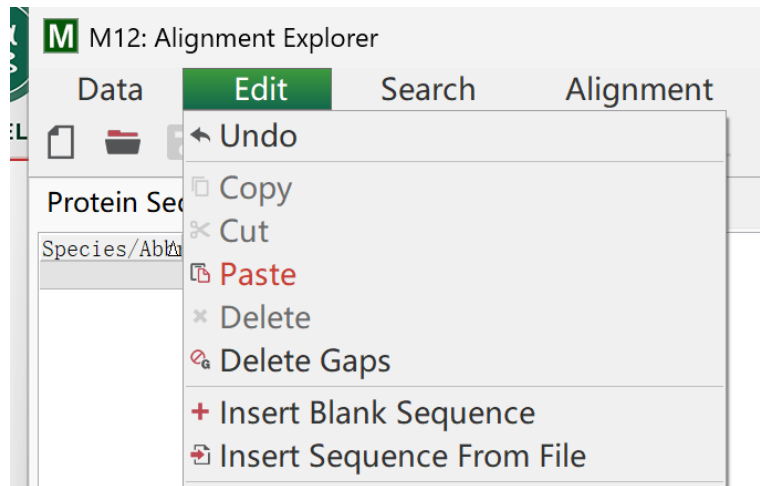 M M12: Alignment Explorer
Data Edit Search Alignment
Undo
Copy
Protein Se
Cut
Species/Abb
Paste
Delete
Delete Gaps
Insert Blank Sequence
Insert Sequence From File